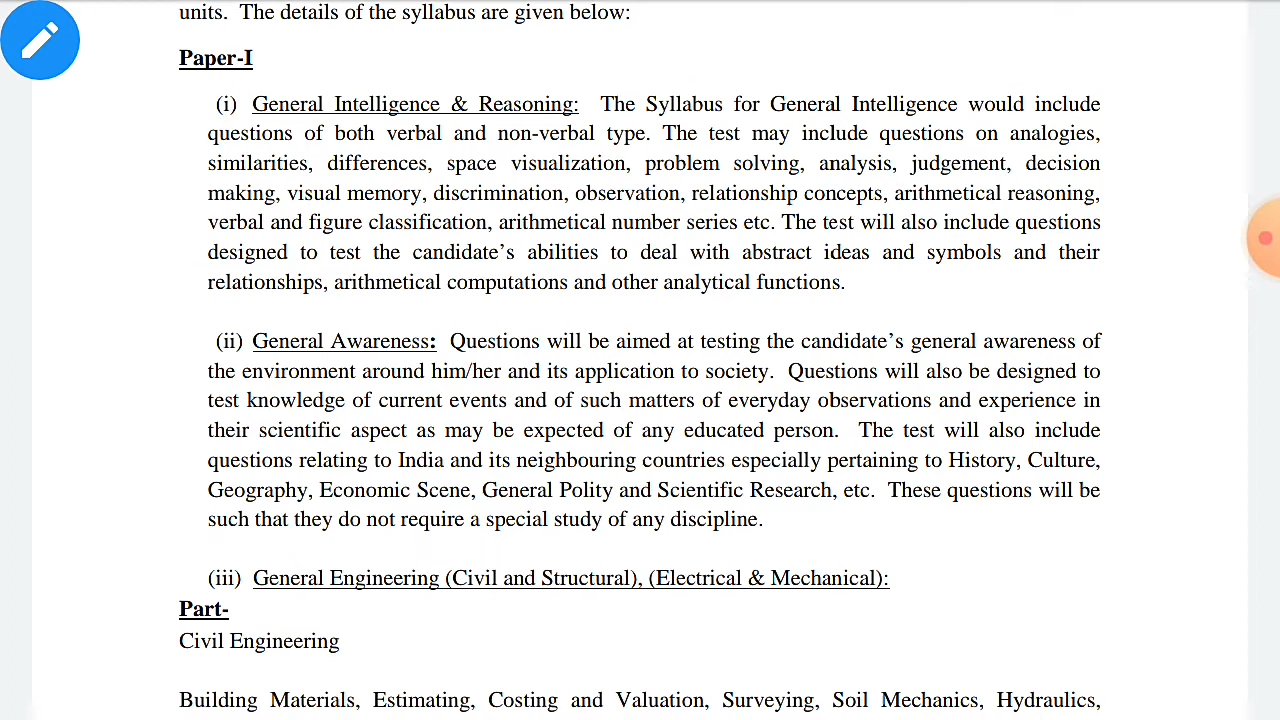 units.  The details of the syllabus are given below:
Paper-I
(i) General Intelligence & Reasoning:  The Syllabus for General Intelligence would include
questions of both verbal and non-verbal type. The test may include questions on analogies,
similarities, differences, space visualization, problem solving, analysis, judgement, decision
making, visual memory, discrimination, observation, relationship concepts, arithmetical reasoning,
verbal and figure classification, arithmetical number series etc. The test will also include questions
designed to test the candidate’s abilities to deal with abstract ideas and symbols and their
relationships, arithmetical computations and other analytical functions.
(ii) General Awareness:  Questions will be aimed at testing the candidate’s general awareness of
the environment around him/her and its application to society.  Questions will also be designed to
test knowledge of current events and of such matters of everyday observations and experience in
their scientific aspect as may be expected of any educated person.  The test will also include
questions relating to India and its neighbouring countries especially pertaining to History, Culture,
Geography, Economic Scene, General Polity and Scientific Research, etc.  These questions will be
such that they do not require a special study of any discipline.
(iii) General Engineering (Civil and Structural), (Electrical & Mechanical):
Part-
Civil Engineering
Building Materials, Estimating, Costing and Valuation, Surveying, Soil Mechanics, Hydraulics,